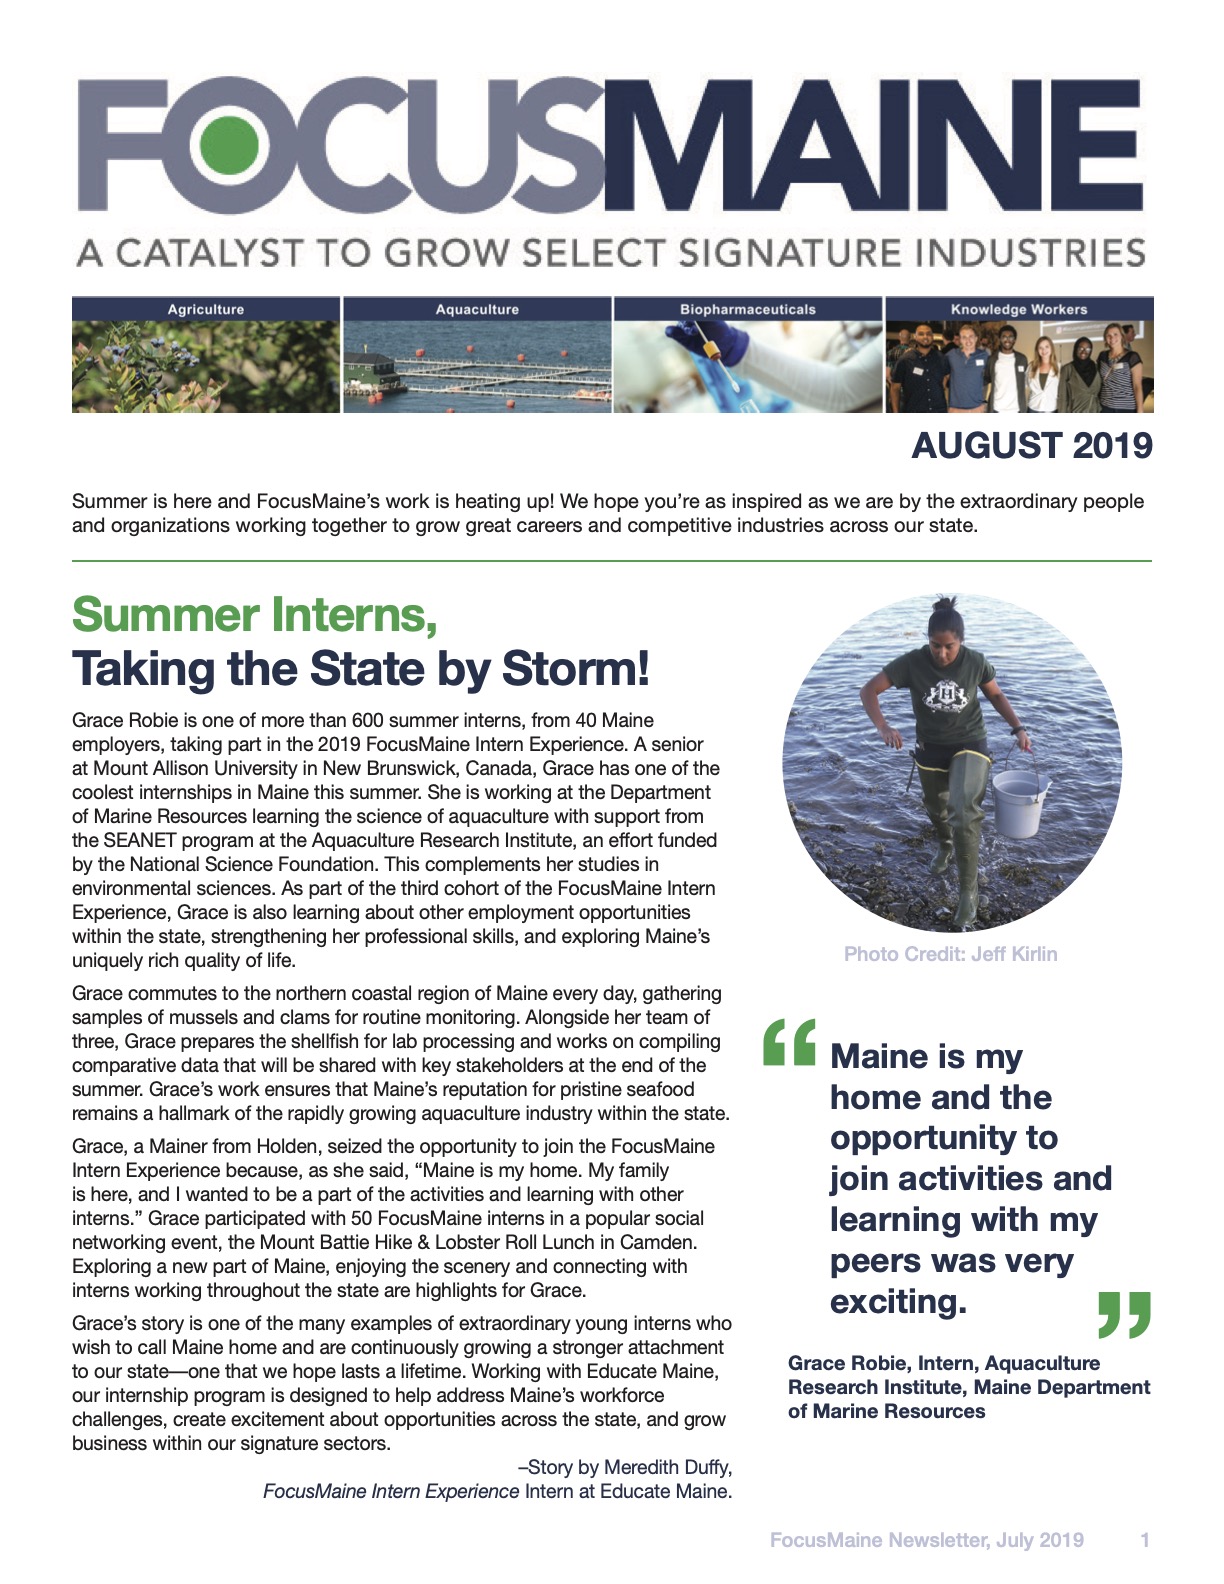 FOCUSMAINE
A CATALYST TO GROW SELECT SIGNATURE INDUSTRIES
Agriculture
Aquaculture
Biopharmaceuticals
Knowledge Workers
AUGUST 2019
Summer is here and FocusMaine’s work is heating up! We hope you’re as inspired as we are by the extraordinary people
and organizations working together to grow great careers and competitive industries across our state.
Summer Interns,
Taking the State by Storm!
Grace Robie is one of more than 600 summer interns, from 40 Maine
employers, taking part in the 2019 FocusMaine Intern Experience. A senior
at Mount Allison University in New Brunswick, Canada, Grace has one of the
coolest internships in Maine this summer. She is working at the Department
of Marine Resources learning the science of aquaculture with support from
the SEANET program at the Aquaculture Research Institute, an effort funded
by the National Science Foundation. This complements her studies in
environmental sciences. As part of the third cohort of the FocusMaine Intern
Experience, Grace is also learning about other employment opportunities
within the state, strengthening her professional skills, and exploring Maine’s
uniquely rich quality of life.
Grace commutes to the northern coastal region of Maine every day, gathering
samples of mussels and clams for routine monitoring. Alongside her team of
three, Grace prepares the shellfish for lab processing and works on compiling
comparative data that will be shared with key stakeholders at the end of the
summer. Grace’s work ensures that Maine’s reputation for pristine seafood
remains a hallmark of the rapidly growing aquaculture industry within the state.
Grace, a Mainer from Holden, seized the opportunity to join the FocusMaine
Intern Experience because, as she said, “Maine is my home. My family
is here, and I wanted to be a part of the activities and learning with other
interns.” Grace participated with 50 FocusMaine interns in a popular social
networking event, the Mount Battie Hike & Lobster Roll Lunch in Camden.
Exploring a new part of Maine, enjoying the scenery and connecting with
interns working throughout the state are highlights for Grace.
Grace’s story is one of the many examples of extraordinary young interns who
wish to call Maine home and are continuously growing a stronger attachment
to our state—one that we hope lasts a lifetime. Working with Educate Maine,
our internship program is designed to help address Maine’s workforce
challenges, create excitement about opportunities across the state, and grow
business within our signature sectors.
–Story by Meredith Duffy,
FocusMaine Intern Experience Intern at Educate Maine.
Photo Credit: Jeff Kirlin
“Maine is my
home and the
opportunity to
join activities and
learning with my
peers was very
exciting.”
Grace Robie, Intern, Aquaculture
Research Institute, Maine Department
of Marine Resources
FocusMaine Newsletter, July 2019 1